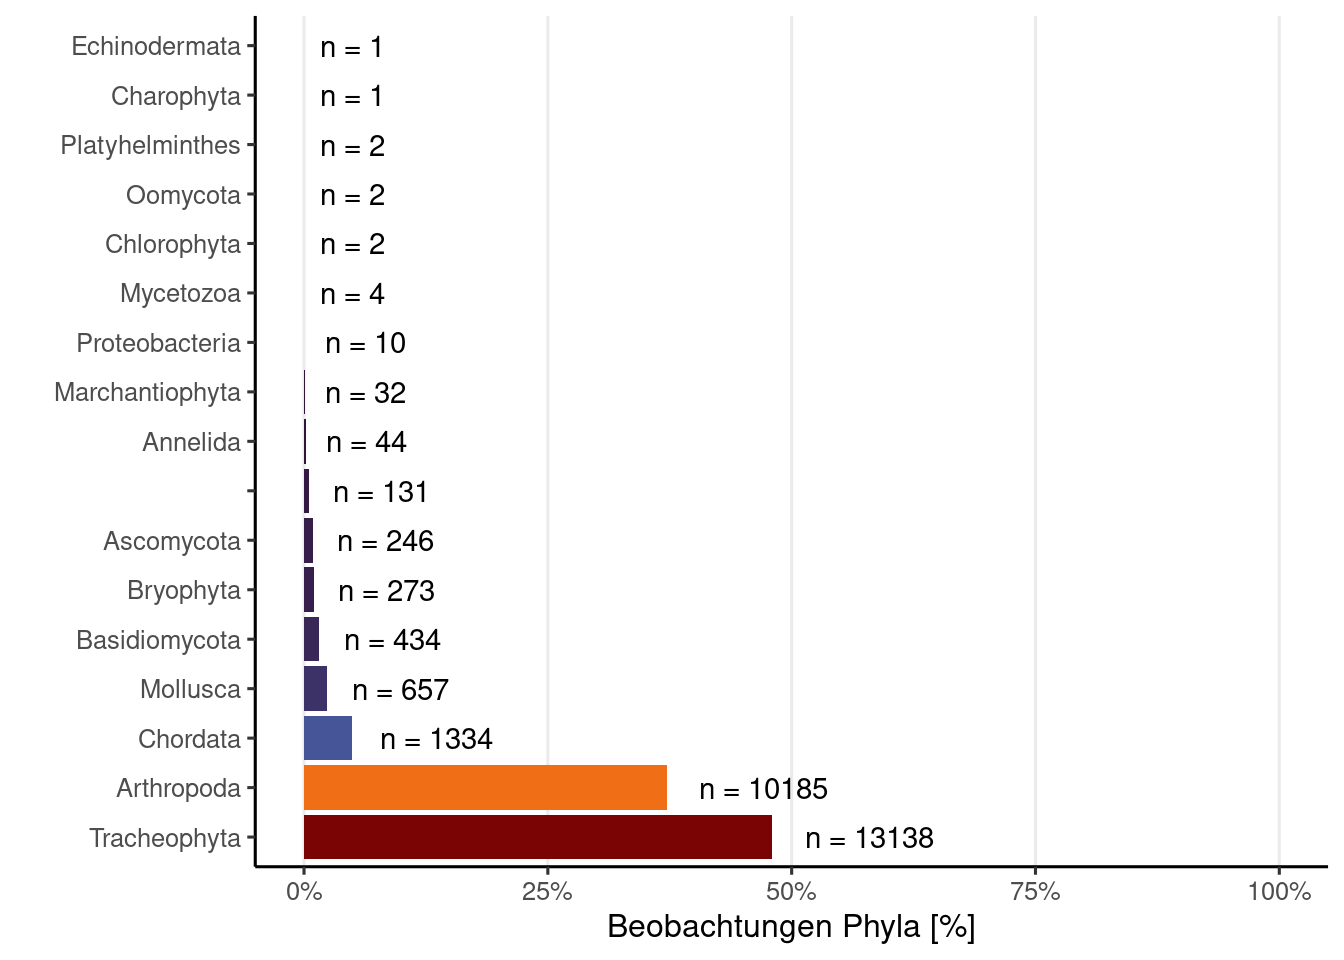 Echinodermata n = 1
Charophyta n = 1
Platyhelminthes n = 2
Oomycota n = 2
Chlorophyta n = 2
Mycetozoa n = 4
Proteobacteria n = 10
Marchantiophyta n = 32
Annelida n = 44
n = 131
Ascomycota n = 246
Bryophyta n = 273
Basidiomycota n = 434
Mollusca n = 657
Chordata n = 1334
Arthropoda n = 10185
Tracheophyta n = 13138
0% 25% 50% 75% 100%
Beobachtungen Phyla [%]